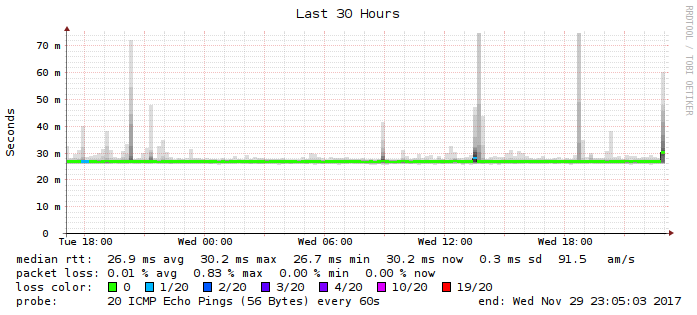 Last 30 Hours
RRDTOOL / TOBI OETIKER
Seconds
70 m
60 m
50 m
40 m
30 m
20 m
10 m
0
Tue 18:00 Wed 00:00 Wed 06:00 Wed 12:00 Wed 18:00
median rtt: 26.9 ms avg 30.2 ms max 26.7 ms min 30.2 ms now 0.3 ms sd 91.5 am/s
packet loss: 0.01 % avg 0.83 % max 0.00 % min 0.00 % now
loss color: 0 1/20 2/20 3/20 4/20 10/20 19/20
probe: 20 ICMP Echo Pings (56 Bytes) every 60s end: Wed Nov 29 23:05:03 2017